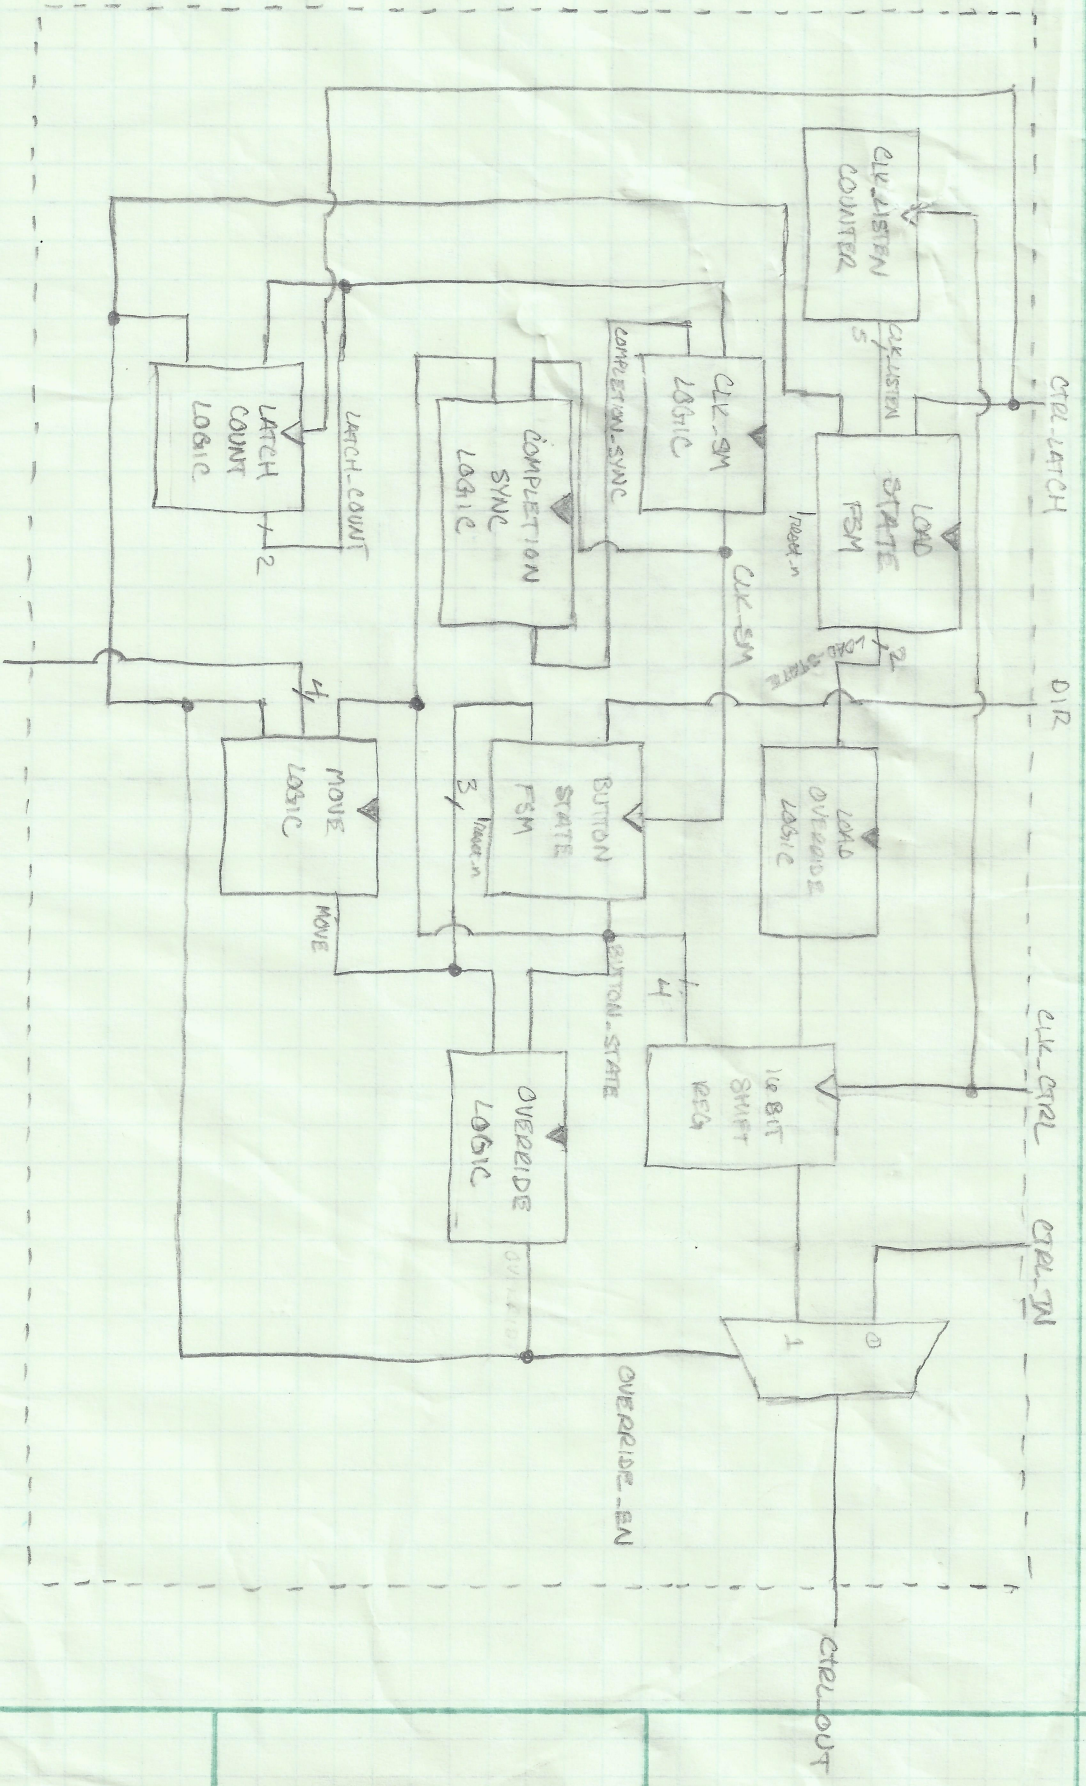 CTRL_LATCH
DIR
CLK_CTRL
CTRL_IN
CLK_LISTEN
COUNTER
5
CLK_LISTEN
LOAD
STATE
FSM
reset_n
2
LOAD
OVERRIDE
LOGIC
16 BIT
SHIFT
REG
0
1
CTRL_OUT
CLK_SM
LOGIC
CLK_SM
COMPLETION_SYNC
COMPLETION
SYNC
LOGIC
BUTTON
STATE
FSM
reset_n
3
BUTTON_STATE
4
OVERRIDE
LOGIC
OVERRIDE_EN
LATCH_COUNT
LATCH
COUNT
LOGIC
2
4
MOVE
LOGIC
MOVE